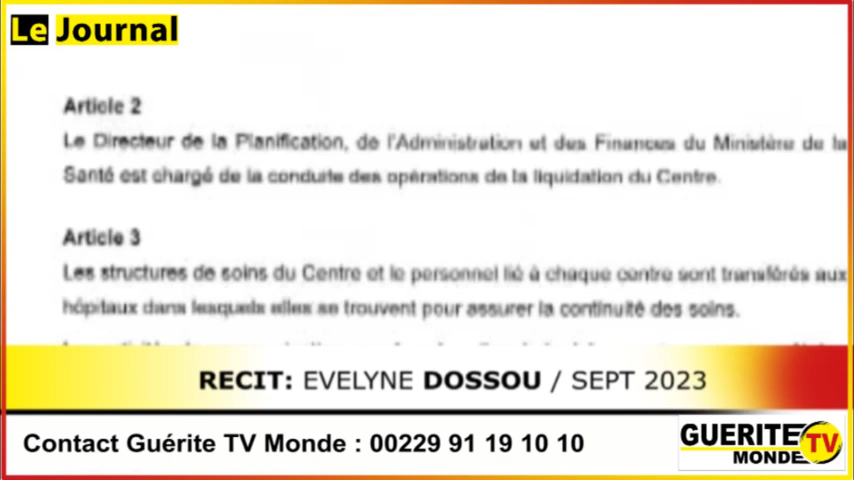 Le Journal
Article 2
Le Directeur de la Planification, de l'Administration et des Finances du Ministère de la
Santé est chargé de la conduite des opérations de la liquidation du Centre.
Article 3
Les structures de soins du Centre et le personnel lié à chaque centre sont transférés aux
hôpitaux dans lesquels elles se trouvent pour assurer la continuité des soins.
RECIT: EVELYNE DOSSOU / SEPT 2023
Contact Guérite TV Monde : 00229 91 19 10 10
GUERITE TV
MONDE